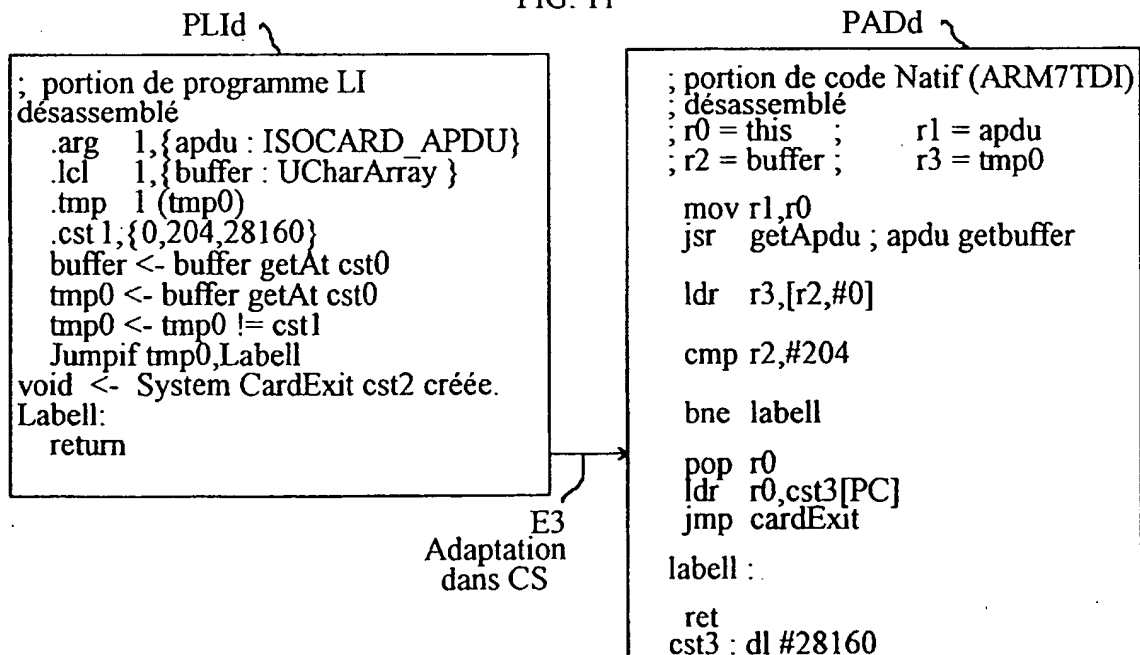 FIG. 11
PLId
; portion de programme LI
désassemblé
.arg 1,{apdu : ISOCARD_APDU}
.lcl 1,{buffer : UCharArray }
.tmp 1 (tmp0)
.cst 1,{0,204,28160}
buffer <- buffer getAt cst0
tmp0 <- buffer getAt cst0
tmp0 <- tmp0 != cst1
Jumpif tmp0,Label1
void <- System CardExit cst2 créée.
Label1:
return
E3
Adaptation
dans CS
PADd
; portion de code Natif (ARM7TDI)
; désassemblé
; r0 = this ; r1 = apdu
; r2 = buffer ; r3 = tmp0
mov r1,r0
jsr getApdu ; apdu getbuffer
ldr r3,[r2,#0]
cmp r2,#204
bne label1
pop r0
ldr r0,cst3[PC]
jmp cardExit
label1 :
ret
cst3 : dl #28160